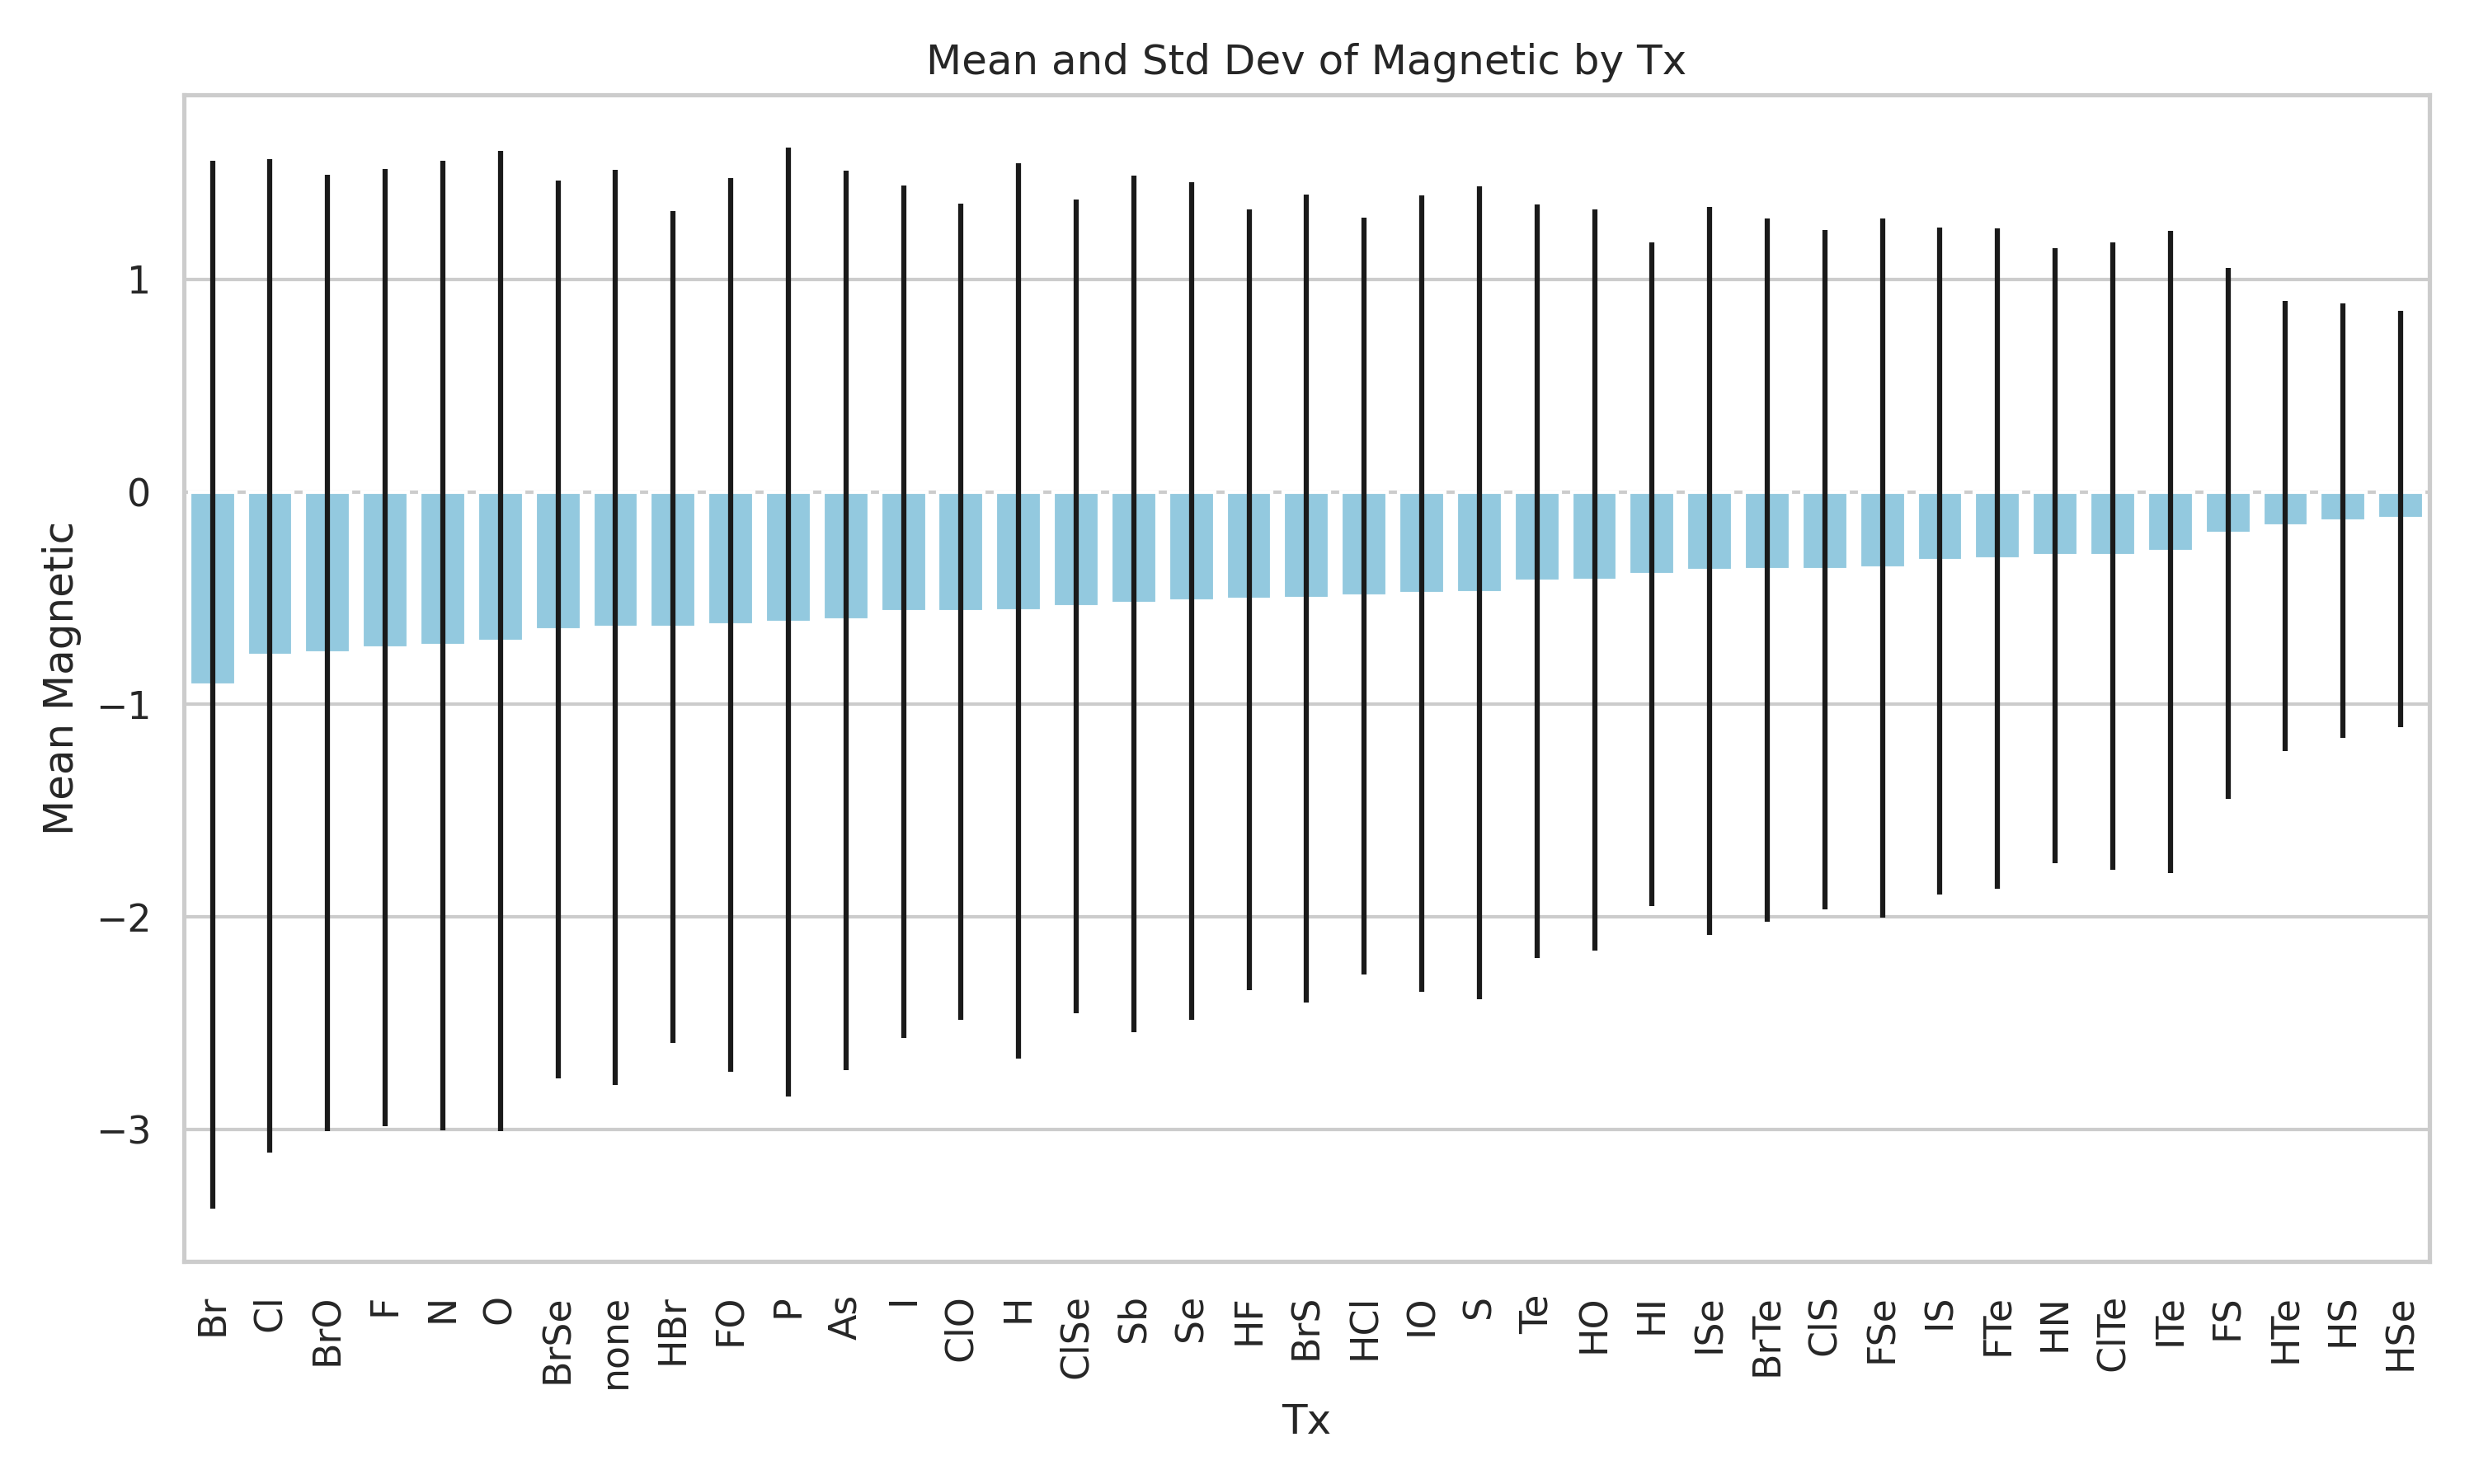 Mean and Std Dev of Magnetic by Tx
Mean Magnetic
1
0
−1
−2
−3
Br
Cl
BrO
F
N
O
BrSe
none
HBr
FO
P
As
I
ClO
H
ClSe
Sb
Se
HF
BrS
HCl
IO
S
Te
HO
HI
ISe
BrTe
ClS
FSe
IS
FTe
HN
ClTe
ITe
FS
HTe
HS
HSe
Tx